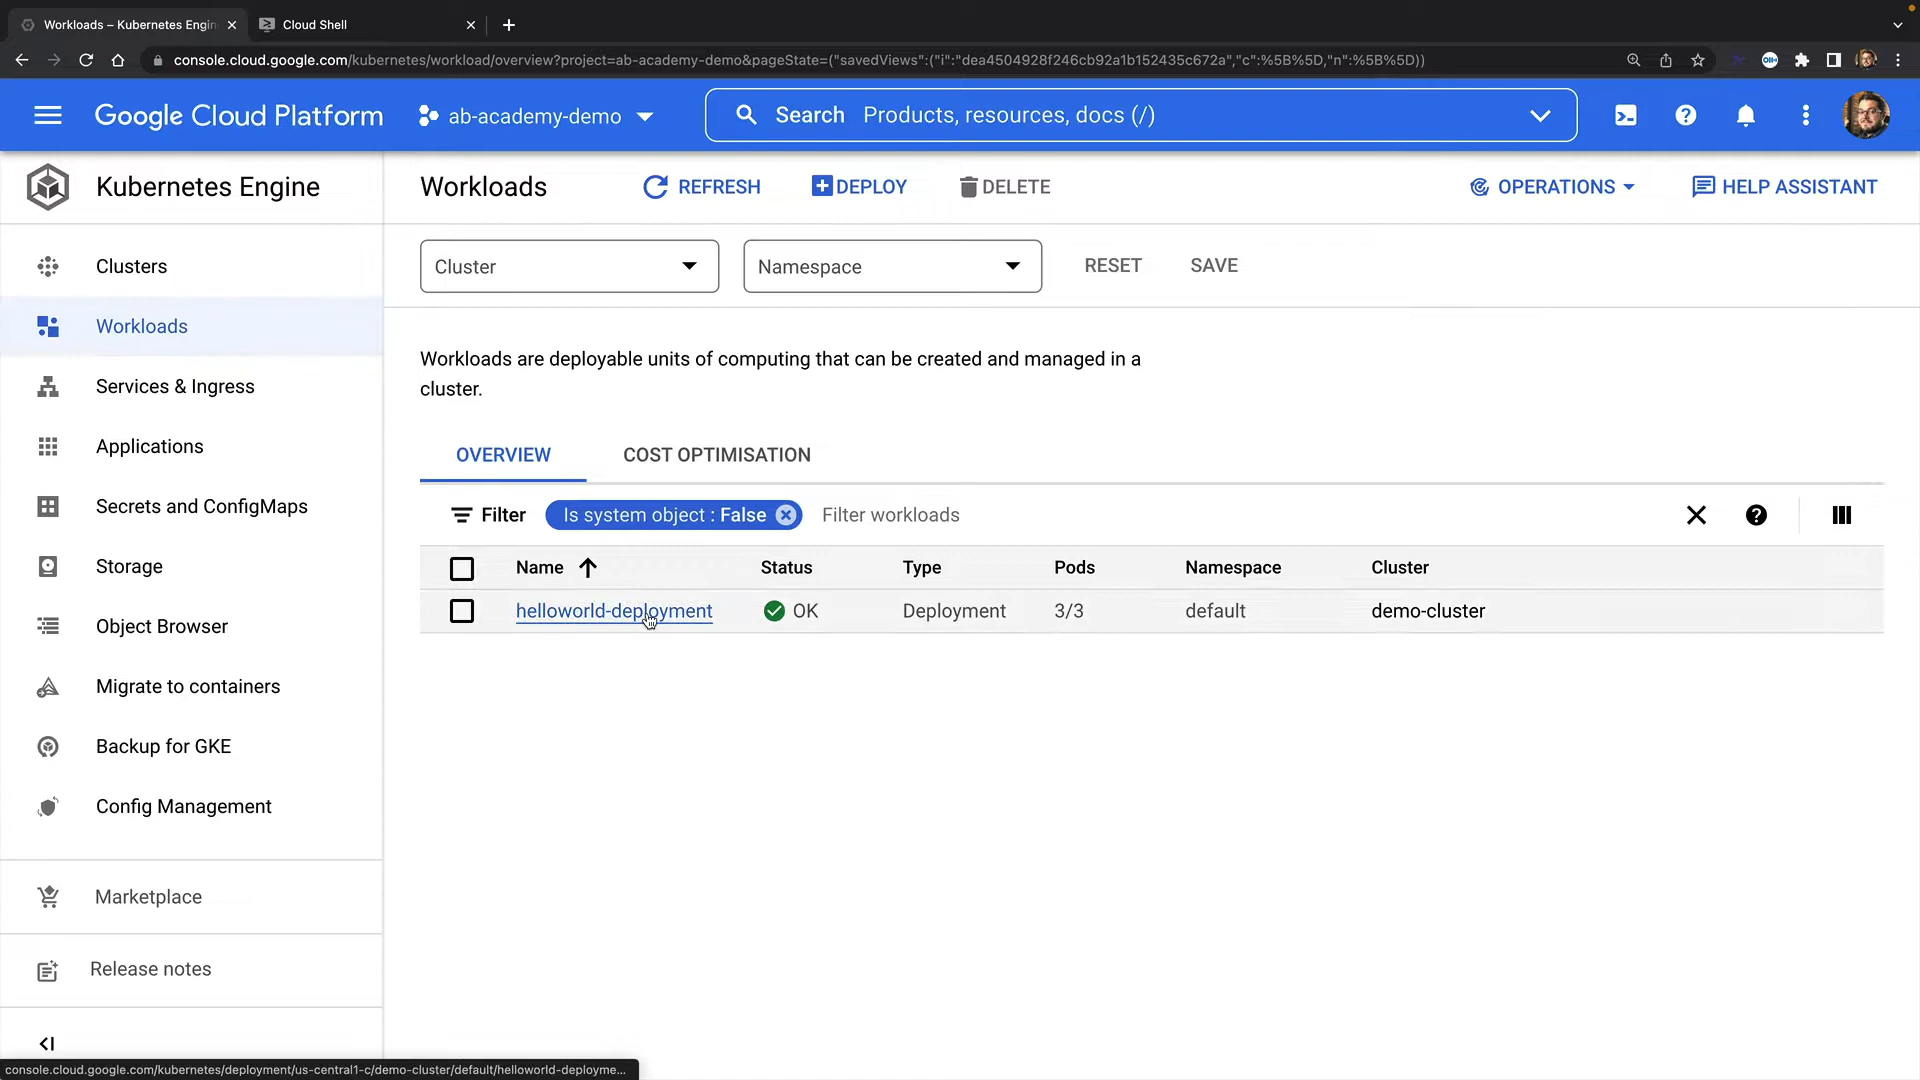 Workloads – Kubernetes Engin
Cloud Shell
console.cloud.google.com/kubernetes/workload/overview?project=ab-academy-demo&pageState=("savedViews":("i":"dea4504928f246cb92a1b152435c672a","c":%5B%5D,"n":%5B%5D))
Google Cloud Platform
ab-academy-demo
Search Products, resources, docs (/)
Kubernetes Engine
Workloads
REFRESH
DEPLOY
DELETE
OPERATIONS
HELP ASSISTANT
Clusters
Workloads
Services & Ingress
Applications
Secrets and ConfigMaps
Storage
Object Browser
Migrate to containers
Backup for GKE
Config Management
Marketplace
Release notes
Cluster
Namespace
RESET
SAVE
Workloads are deployable units of computing that can be created and managed in a
cluster.
OVERVIEW
COST OPTIMISATION
Filter
Is system object : False
Filter workloads
Name Status Type Pods Namespace Cluster
helloworld-deployment OK Deployment 3/3 default demo-cluster
console.cloud.google.com/kubernetes/deployment/us-central1-c/demo-cluster/default/helloworld-deployme...